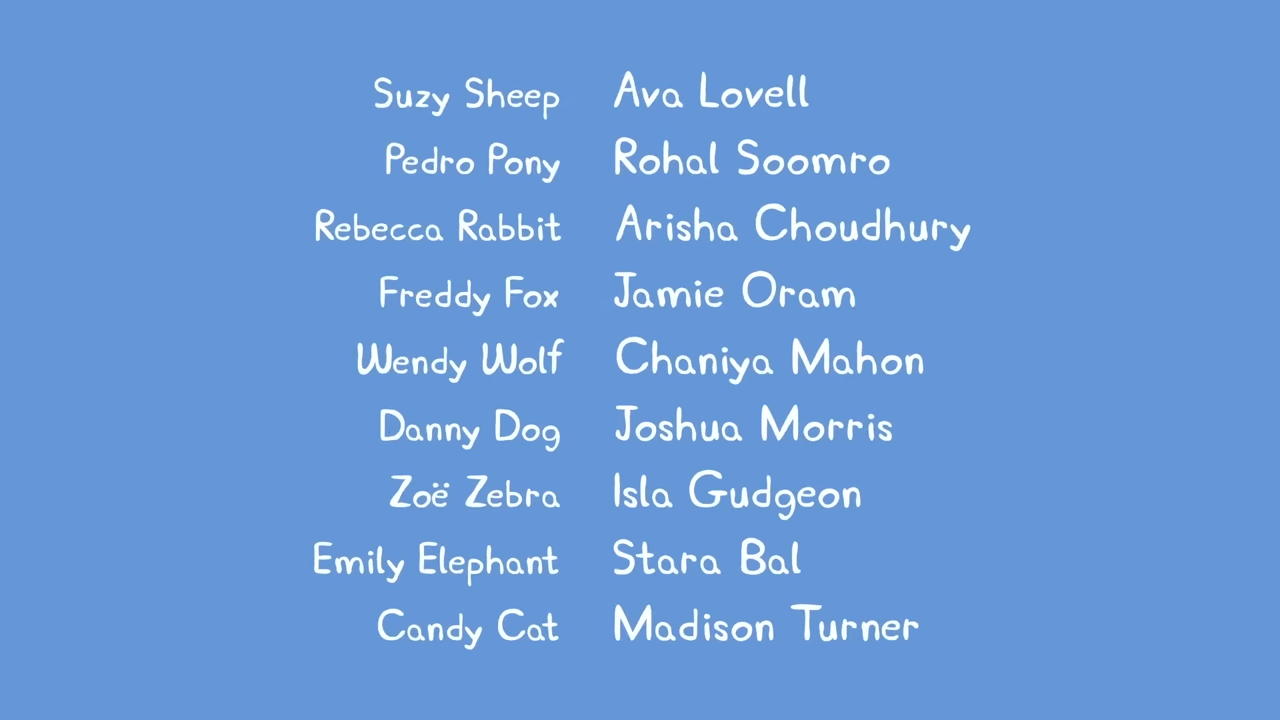 Suzy Sheep Ava Lovell
Pedro Pony Rohal Soomro
Rebecca Rabbit Arisha Choudhury
Freddy Fox Jamie Oram
Wendy Wolf Chaniya Mahon
Danny Dog Joshua Morris
Zoë Zebra Isla Gudgeon
Emily Elephant Stara Bal
Candy Cat Madison Turner